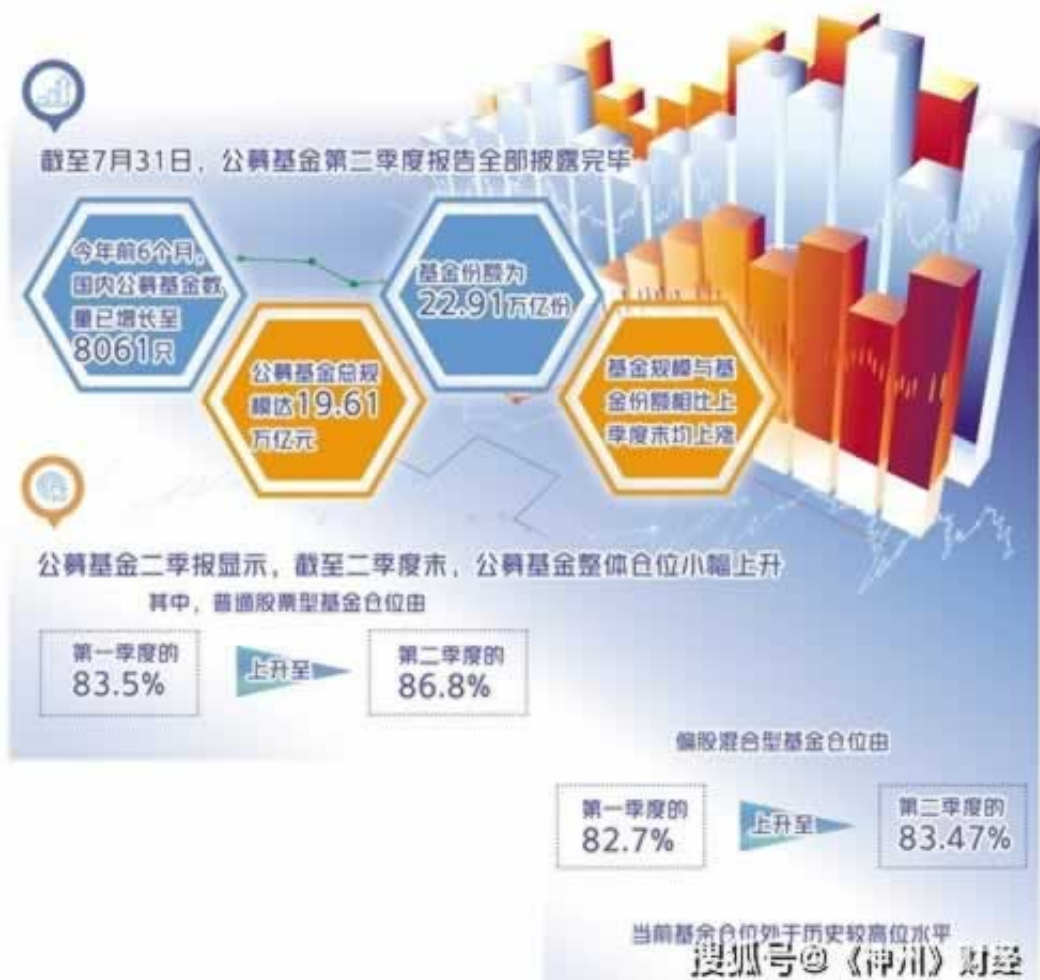 截至7月31日，公募基金第二季度报告全部披露完毕
今年前6个月，
国内公募基金数
量已增长至
8061只
公募基金总规
模达19.61
万亿元
基金份额为
22.91万亿份
基金规模与基
金份额相比上
季度末均上涨
公募基金二季报显示，截至二季度末，公募基金整体仓位小幅上升
其中，普通股票型基金仓位由
第一季度的
83.5%
上升至
第二季度的
86.8%
偏股混合型基金仓位由
第一季度的
82.7%
上升至
第二季度的
83.47%
当前基金仓位处于历史较高位水平
搜狐号@《神州》财经